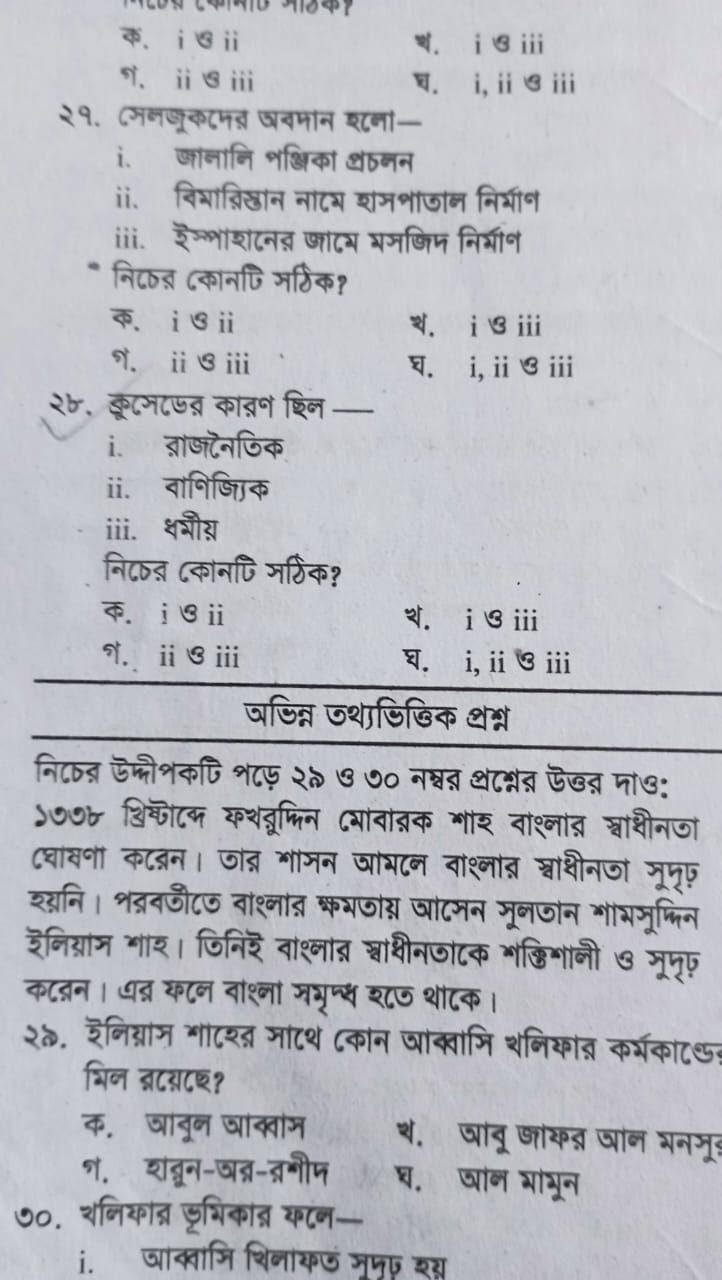 নিচের কোনটি সঠিক?
ক. i ও ii খ. i ও iii
গ. ii ও iii ঘ. i, ii ও iii
২৭. সেলজুকদের অবদান হলো—
i. জালালি পঞ্জিকা প্রচলন
ii. বিমারিস্তান নামে হাসপাতাল নির্মাণ
iii. ইস্পাহানের জামে মসজিদ নির্মাণ
নিচের কোনটি সঠিক?
ক. i ও ii খ. i ও iii
গ. ii ও iii ঘ. i, ii ও iii
২৮. ক্রুসেডের কারণ ছিল —
i. রাজনৈতিক
ii. বাণিজ্যিক
iii. ধর্মীয়
নিচের কোনটি সঠিক?
ক. i ও ii খ. i ও iii
গ. ii ও iii ঘ. i, ii ও iii
অভিন্ন তথ্যভিত্তিক প্রশ্ন
নিচের উদ্দীপকটি পড়ে ২৯ ও ৩০ নম্বর প্রশ্নের উত্তর দাও:
১৩৩৮ খ্রিষ্টাব্দে ফখরুদ্দিন মোবারক শাহ বাংলার স্বাধীনতা
ঘোষণা করেন। তার শাসন আমলে বাংলার স্বাধীনতা সুদৃঢ়
হয়নি। পরবর্তীতে বাংলার ক্ষমতায় আসেন সুলতান শামসুদ্দিন
ইলিয়াস শাহ। তিনিই বাংলার স্বাধীনতাকে শক্তিশালী ও সুদৃঢ়
করেন। এর ফলে বাংলা সমৃদ্ধ হতে থাকে।
২৯. ইলিয়াস শাহের সাথে কোন আব্বাসি খলিফার কর্মকাণ্ডের
মিল রয়েছে?
ক. আবুল আব্বাস খ. আবু জাফর আল মনসুর
গ. হারুন-অর-রশীদ ঘ. আল মামুন
৩০. খলিফার ভূমিকার ফলে—
i. আব্বাসি খিলাফত সুদৃঢ় হয়